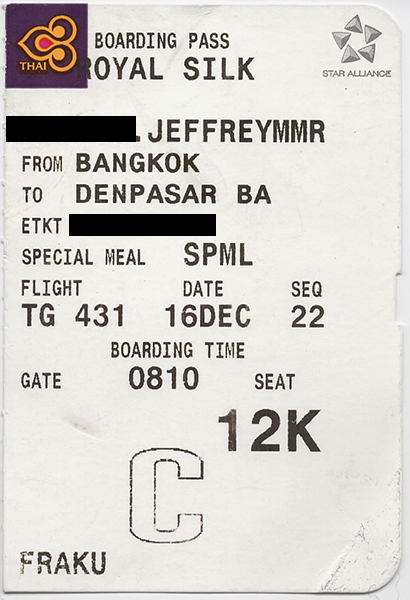 THAI
BOARDING PASS
ROYAL SILK
STAR ALLIANCE
JEFFREYMMR
FROM BANGKOK
TO DENPASAR BA
ETKT
SPECIAL MEAL SPML
FLIGHT DATE SEQ
TG 431 16DEC 22
BOARDING TIME
GATE 0810 SEAT
12K
C
FRAKU